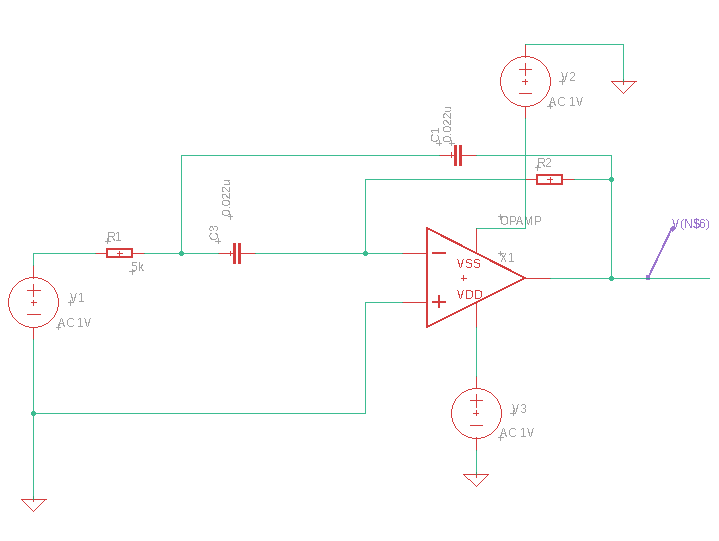 V2
AC 1V
C1
0.022u
R2
0.022u
C3
OPAMP
V(N$6)
R1
5k
X1
VSS
VDD
V1
AC 1V
V3
AC 1V